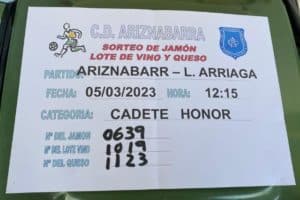 C.D. ARIZNABARRA
SORTEO DE JAMÓN
LOTE DE VINO Y QUESO
PARTIDO: ARIZNABARR – L. ARRIAGA
FECHA: 05/03/2023 HORA: 12:15
CATEGORIA: CADETE HONOR
Nº DEL JAMON 0639
Nº DEL LOTE VINO 1019
Nº DEL QUESO 1123